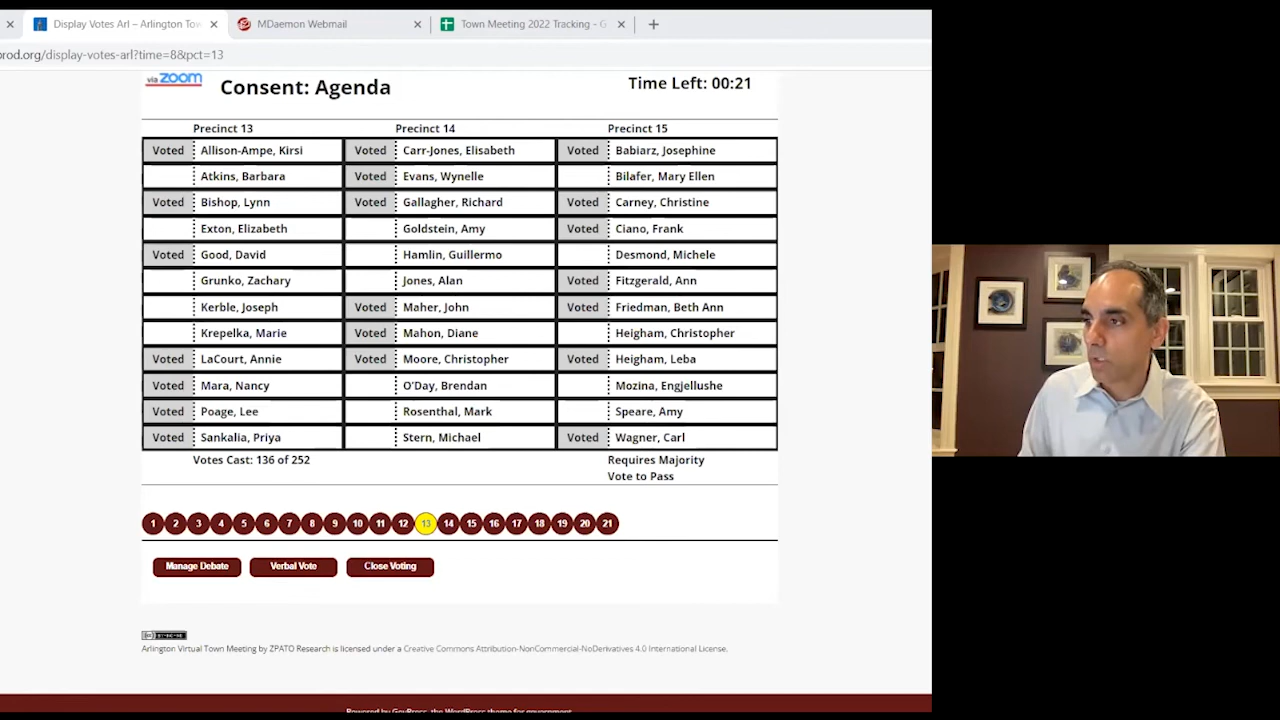 Display Votes Arl – Arlington Tow
MDaemon Webmail
Town Meeting 2022 Tracking - G
prod.org/display-votes-arl?time=8&pct=13
via zoom
Consent: Agenda
Time Left: 00:21
Precinct 13 Precinct 14 Precinct 15
Voted Allison-Ampe, Kirsi Voted Carr-Jones, Elisabeth Voted Babiarz, Josephine
Atkins, Barbara Voted Evans, Wynelle Bilafer, Mary Ellen
Voted Bishop, Lynn Voted Gallagher, Richard Voted Carney, Christine
Exton, Elizabeth Goldstein, Amy Voted Ciano, Frank
Voted Good, David Hamlin, Guillermo Desmond, Michele
Grunko, Zachary Jones, Alan Voted Fitzgerald, Ann
Kerble, Joseph Voted Maher, John Voted Friedman, Beth Ann
Krepelka, Marie Voted Mahon, Diane Heigham, Christopher
Voted LaCourt, Annie Voted Moore, Christopher Voted Heigham, Leba
Voted Mara, Nancy O'Day, Brendan Mozina, Engjellushe
Voted Poage, Lee Rosenthal, Mark Speare, Amy
Voted Sankalia, Priya Stern, Michael Voted Wagner, Carl
Votes Cast: 136 of 252 Requires Majority
Vote to Pass
1 2 3 4 5 6 7 8 9 10 11 12 13 14 15 16 17 18 19 20 21
Manage Debate Verbal Vote Close Voting
Arlington Virtual Town Meeting by ZPATO Research is licensed under a Creative Commons Attribution-NonCommercial-NoDerivatives 4.0 International License.
Powered by GovPress, the WordPress theme for government.